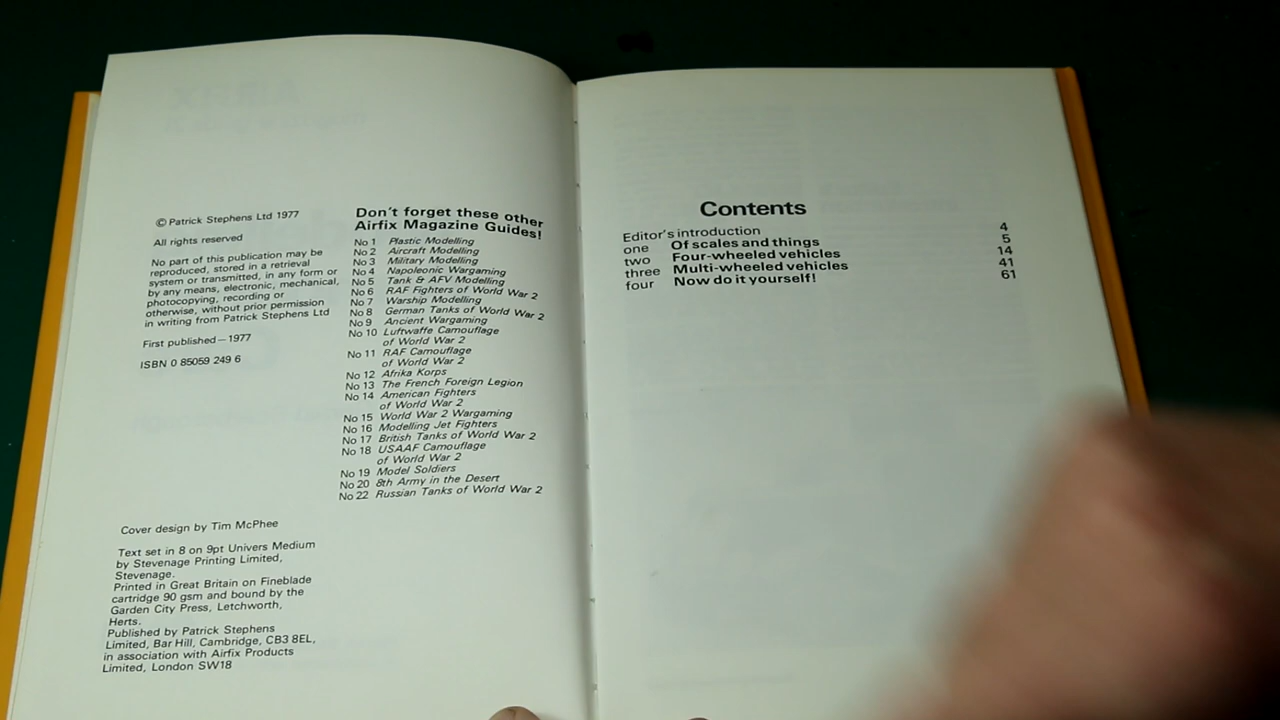 © Patrick Stephens Ltd 1977
All rights reserved
No part of this publication may be
reproduced, stored in a retrieval
system or transmitted, in any form or
by any means, electronic, mechanical,
photocopying, recording or
otherwise, without prior permission
in writing from Patrick Stephens Ltd
First published—1977
ISBN 0 85059 249 6
Cover design by Tim McPhee
Text set in 8 on 9pt Univers Medium
by Stevenage Printing Limited,
Stevenage.
Printed in Great Britain on Fineblade
cartridge 90 gsm and bound by the
Garden City Press, Letchworth,
Herts.
Published by Patrick Stephens
Limited, Bar Hill, Cambridge, CB3 8EL,
in association with Airfix Products
Limited, London SW18
Don't forget these other
Airfix Magazine Guides!
No 1 Plastic Modelling
No 2 Aircraft Modelling
No 3 Military Modelling
No 4 Napoleonic Wargaming
No 5 Tank & AFV Modelling
No 6 RAF Fighters of World War 2
No 7 Warship Modelling
No 8 German Tanks of World War 2
No 9 Ancient Wargaming
No 10 Luftwaffe Camouflage
of World War 2
No 11 RAF Camouflage
of World War 2
No 12 Afrika Korps
No 13 The French Foreign Legion
No 14 American Fighters
of World War 2
No 15 World War 2 Wargaming
No 16 Modelling Jet Fighters
No 17 British Tanks of World War 2
No 18 USAAF Camouflage
of World War 2
No 19 Model Soldiers
No 20 8th Army in the Desert
No 22 Russian Tanks of World War 2
Contents
Editor's introduction 4
one Of scales and things 5
two Four-wheeled vehicles 14
three Multi-wheeled vehicles 41
four Now do it yourself! 61